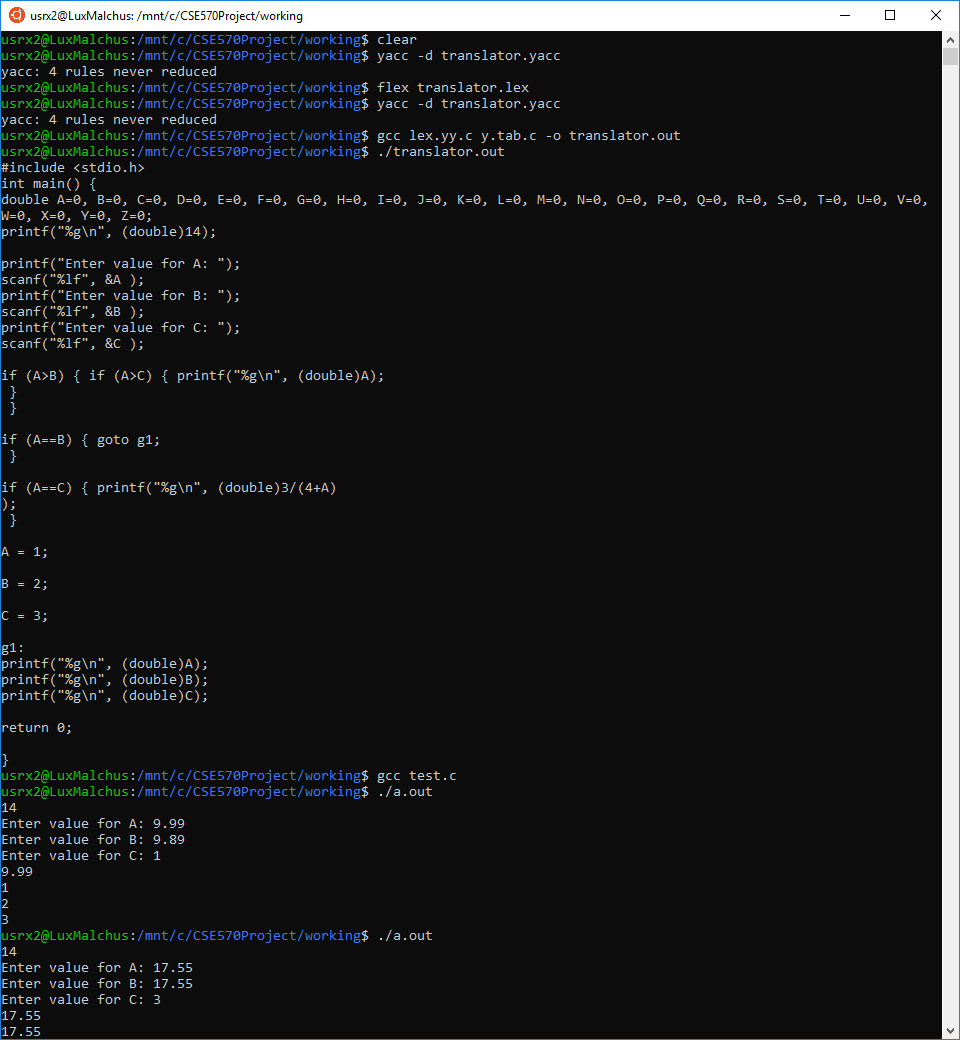 usrx2@LuxMalchus: /mnt/c/CSE570Project/working
usrx2@LuxMalchus:/mnt/c/CSE570Project/working$ clear
usrx2@LuxMalchus:/mnt/c/CSE570Project/working$ yacc -d translator.yacc
yacc: 4 rules never reduced
usrx2@LuxMalchus:/mnt/c/CSE570Project/working$ flex translator.lex
usrx2@LuxMalchus:/mnt/c/CSE570Project/working$ yacc -d translator.yacc
yacc: 4 rules never reduced
usrx2@LuxMalchus:/mnt/c/CSE570Project/working$ gcc lex.yy.c y.tab.c -o translator.out
usrx2@LuxMalchus:/mnt/c/CSE570Project/working$ ./translator.out
#include <stdio.h>
int main() {
double A=0, B=0, C=0, D=0, E=0, F=0, G=0, H=0, I=0, J=0, K=0, L=0, M=0, N=0, O=0, P=0, Q=0, R=0, S=0, T=0, U=0, V=0,
W=0, X=0, Y=0, Z=0;
printf("%g\n", (double)14);
printf("Enter value for A: ");
scanf("%lf", &A );
printf("Enter value for B: ");
scanf("%lf", &B );
printf("Enter value for C: ");
scanf("%lf", &C );
if (A>B) { if (A>C) { printf("%g\n", (double)A);
}
}
if (A==B) { goto g1;
}
if (A==C) { printf("%g\n", (double)3/(4+A)
);
}
A = 1;
B = 2;
C = 3;
g1:
printf("%g\n", (double)A);
printf("%g\n", (double)B);
printf("%g\n", (double)C);
return 0;
}
usrx2@LuxMalchus:/mnt/c/CSE570Project/working$ gcc test.c
usrx2@LuxMalchus:/mnt/c/CSE570Project/working$ ./a.out
14
Enter value for A: 9.99
Enter value for B: 9.89
Enter value for C: 1
9.99
1
2
3
usrx2@LuxMalchus:/mnt/c/CSE570Project/working$ ./a.out
14
Enter value for A: 17.55
Enter value for B: 17.55
Enter value for C: 3
17.55
17.55